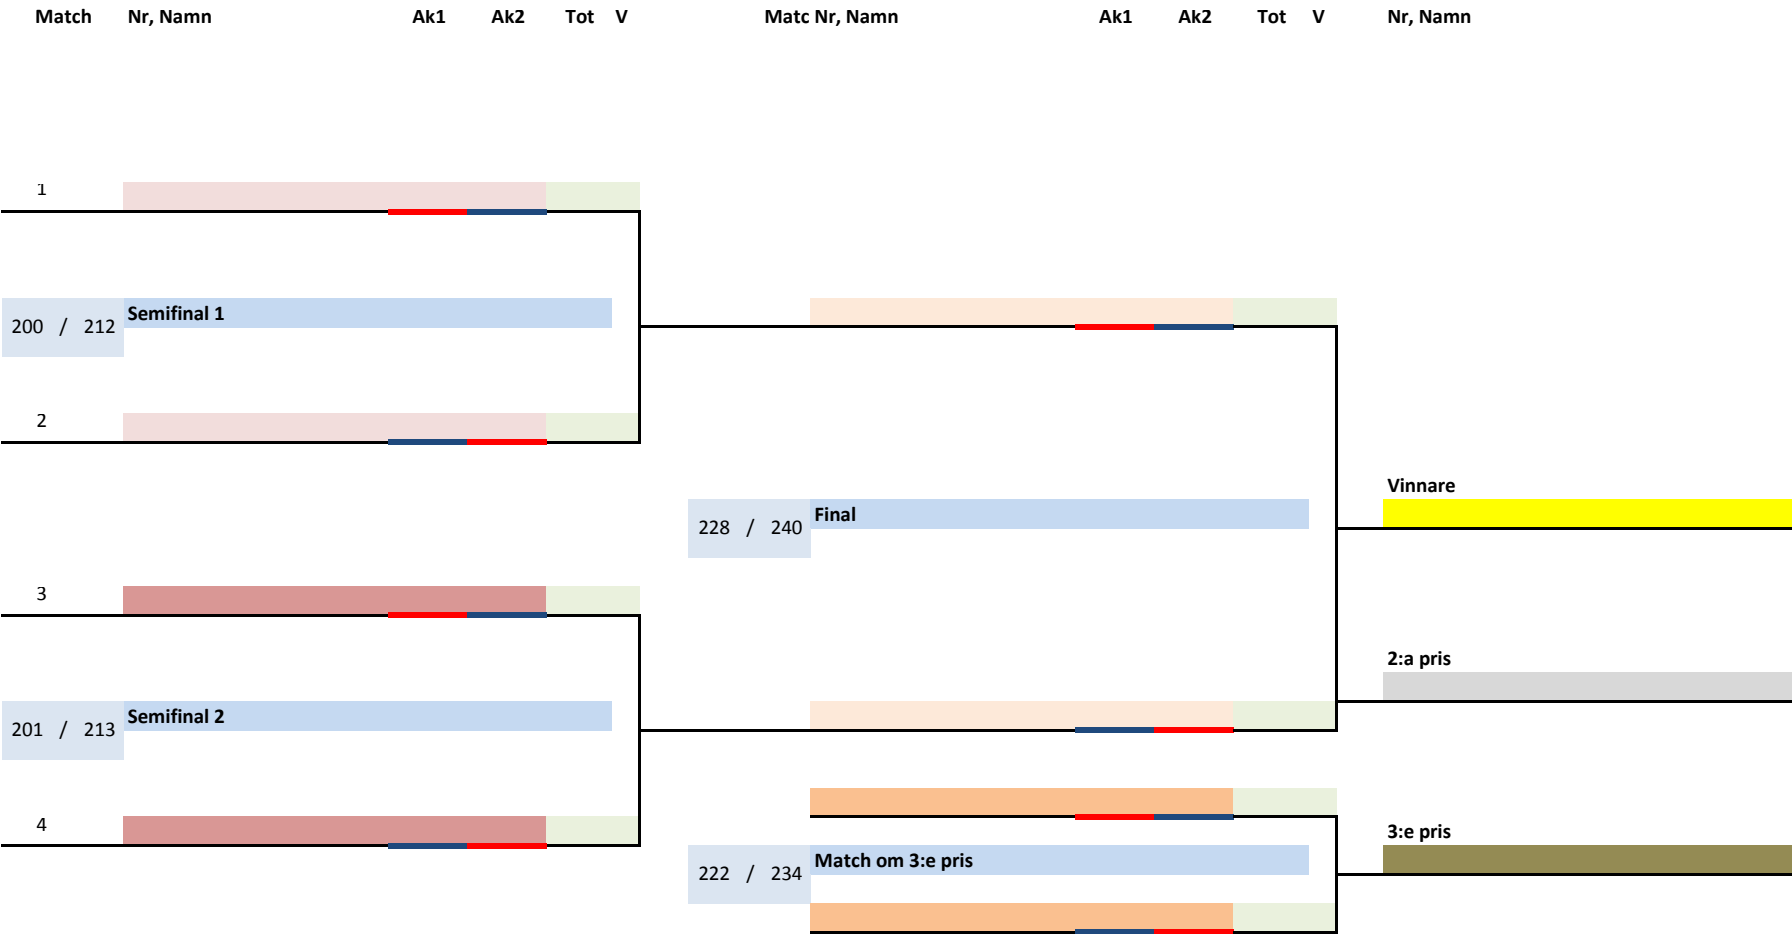 Match Nr, Namn Ak1 Ak2 Tot V Matc Nr, Namn Ak1 Ak2 Tot V Nr, Namn
1
Semifinal 1
200 / 212
2
Vinnare
228 / 240 Final
3
2:a pris
Semifinal 2
201 / 213
4
3:e pris
Match om 3:e pris
222 / 234